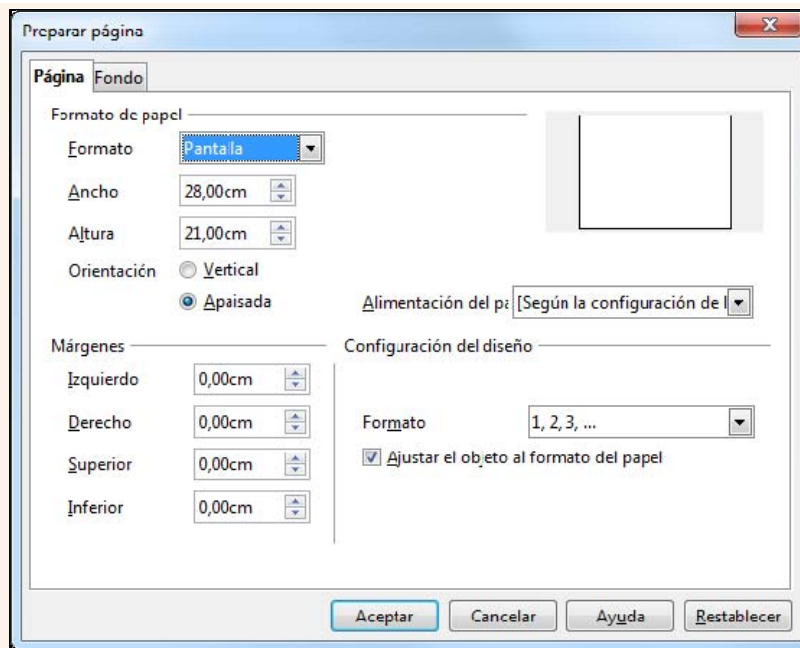 Preparar página
Página Fondo
Formato de papel
Formato Pantalla
Ancho 28,00cm
Altura 21,00cm
Orientación Vertical
Apaisada Alimentación del pa [Según la configuración de l
Márgenes Configuración del diseño
Izquierdo 0,00cm
Derecho 0,00cm Formato 1, 2, 3, ...
Superior 0,00cm Ajustar el objeto al formato del papel
Inferior 0,00cm
Aceptar Cancelar Ayuda Restablecer